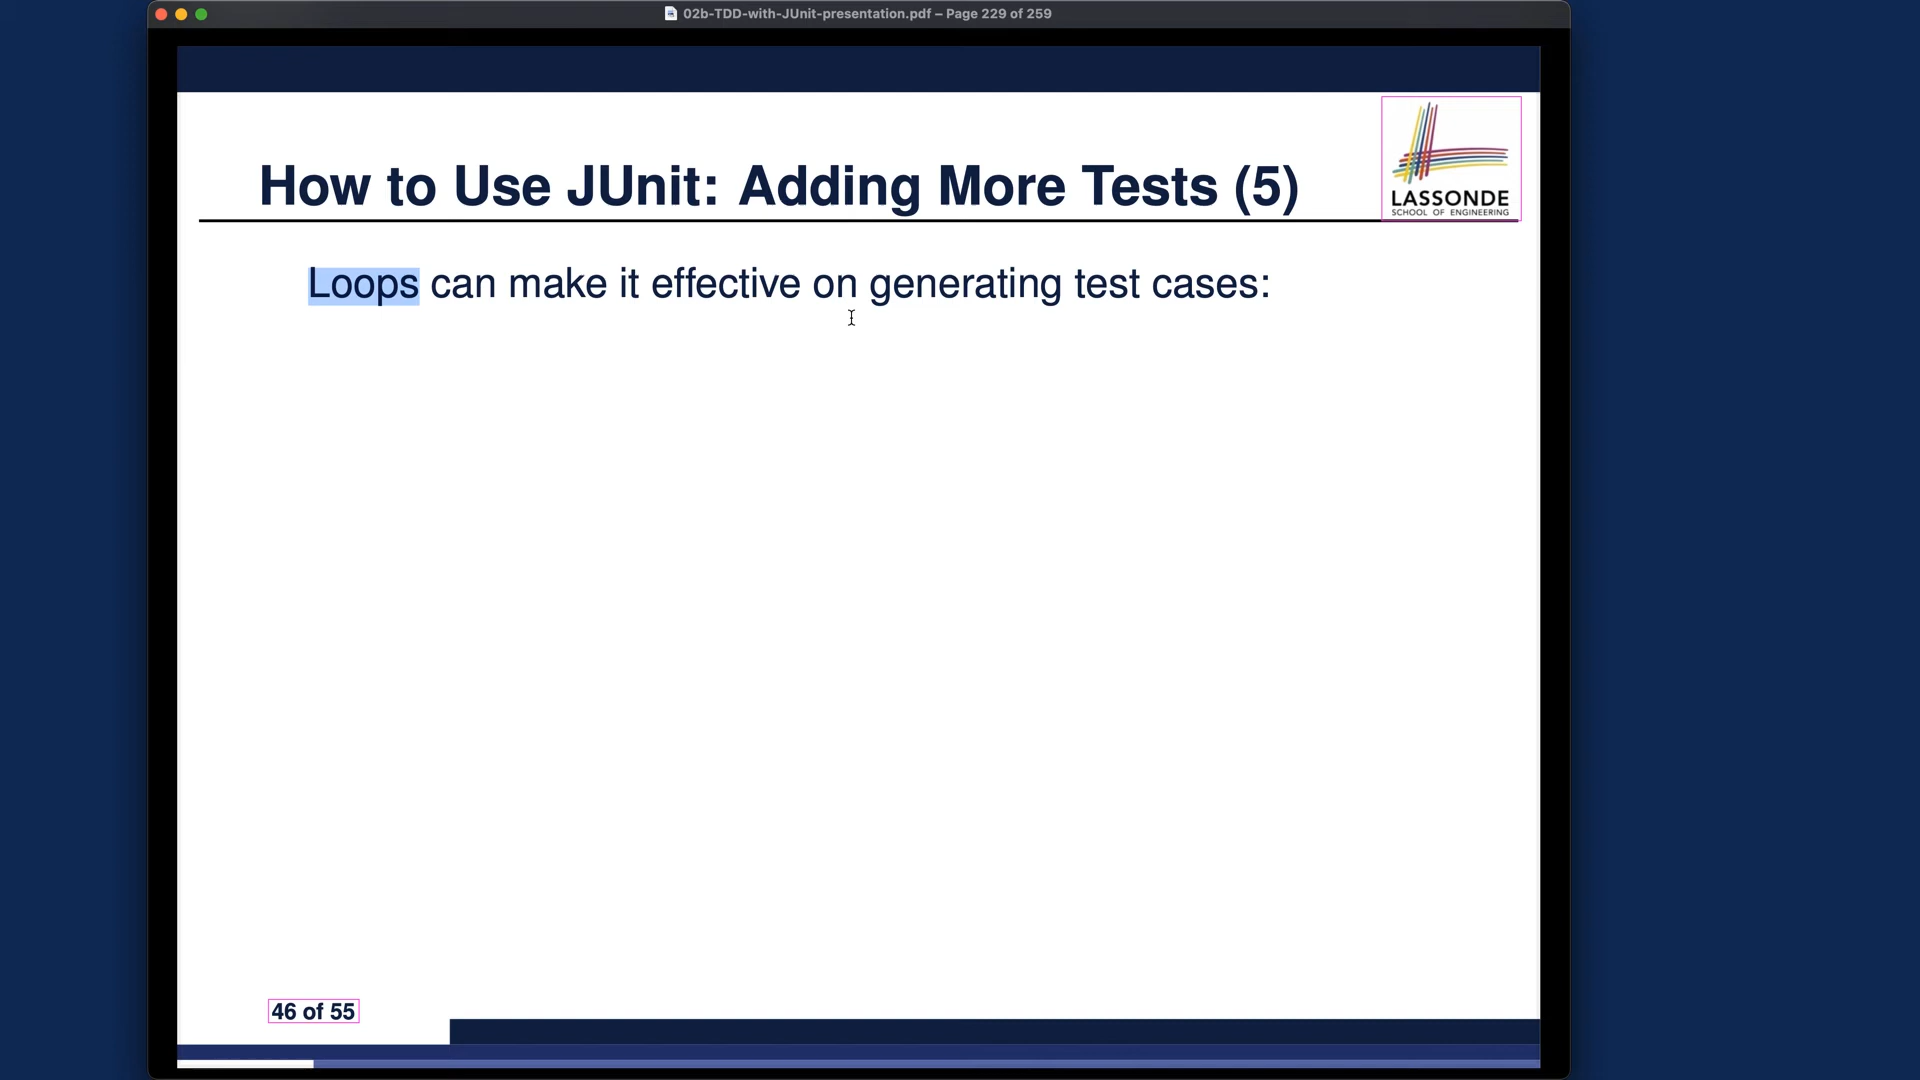 02b-TDD-with-JUnit-presentation.pdf – Page 229 of 259
How to Use JUnit: Adding More Tests (5)
LASSONDE
SCHOOL OF ENGINEERING
Loops can make it effective on generating test cases:
46 of 55